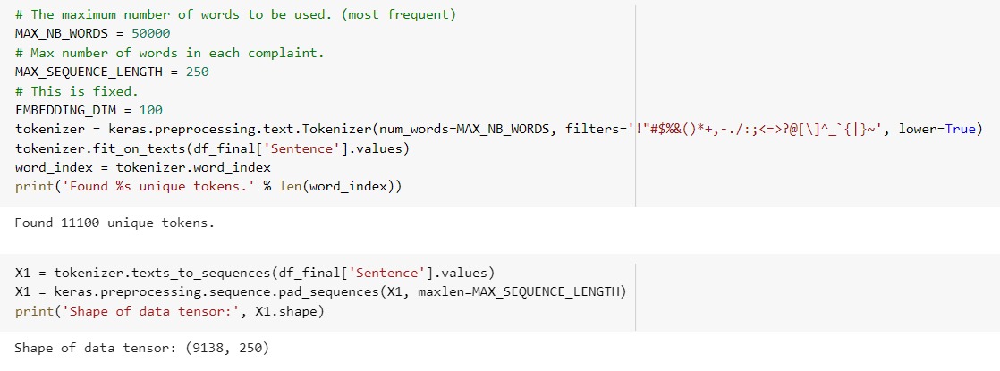 # The maximum number of words to be used. (most frequent)
MAX_NB_WORDS = 50000
# Max number of words in each complaint.
MAX_SEQUENCE_LENGTH = 250
# This is fixed.
EMBEDDING_DIM = 100
tokenizer = keras.preprocessing.text.Tokenizer(num_words=MAX_NB_WORDS, filters='!"#$%&()*+,-./:;<=>?@[\]^_`{|}~', lower=True)
tokenizer.fit_on_texts(df_final['Sentence'].values)
word_index = tokenizer.word_index
print('Found %s unique tokens.' % len(word_index))
Found 11100 unique tokens.
X1 = tokenizer.texts_to_sequences(df_final['Sentence'].values)
X1 = keras.preprocessing.sequence.pad_sequences(X1, maxlen=MAX_SEQUENCE_LENGTH)
print('Shape of data tensor:', X1.shape)
Shape of data tensor: (9138, 250)